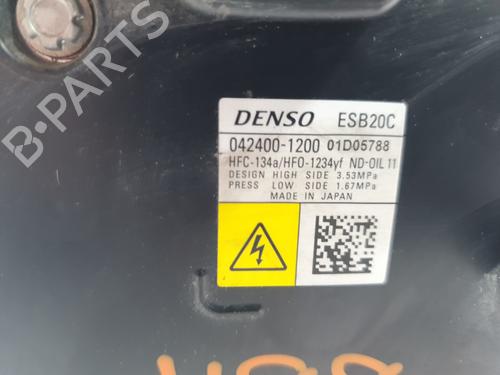 B-PARTS
DENSO ESB20C
042400-1200 01D05788
HFC-134a/HFO-1234yf ND-OIL 11
DESIGN HIGH SIDE 3.53MPa
PRESS LOW SIDE 1.67MPa
MADE IN JAPAN